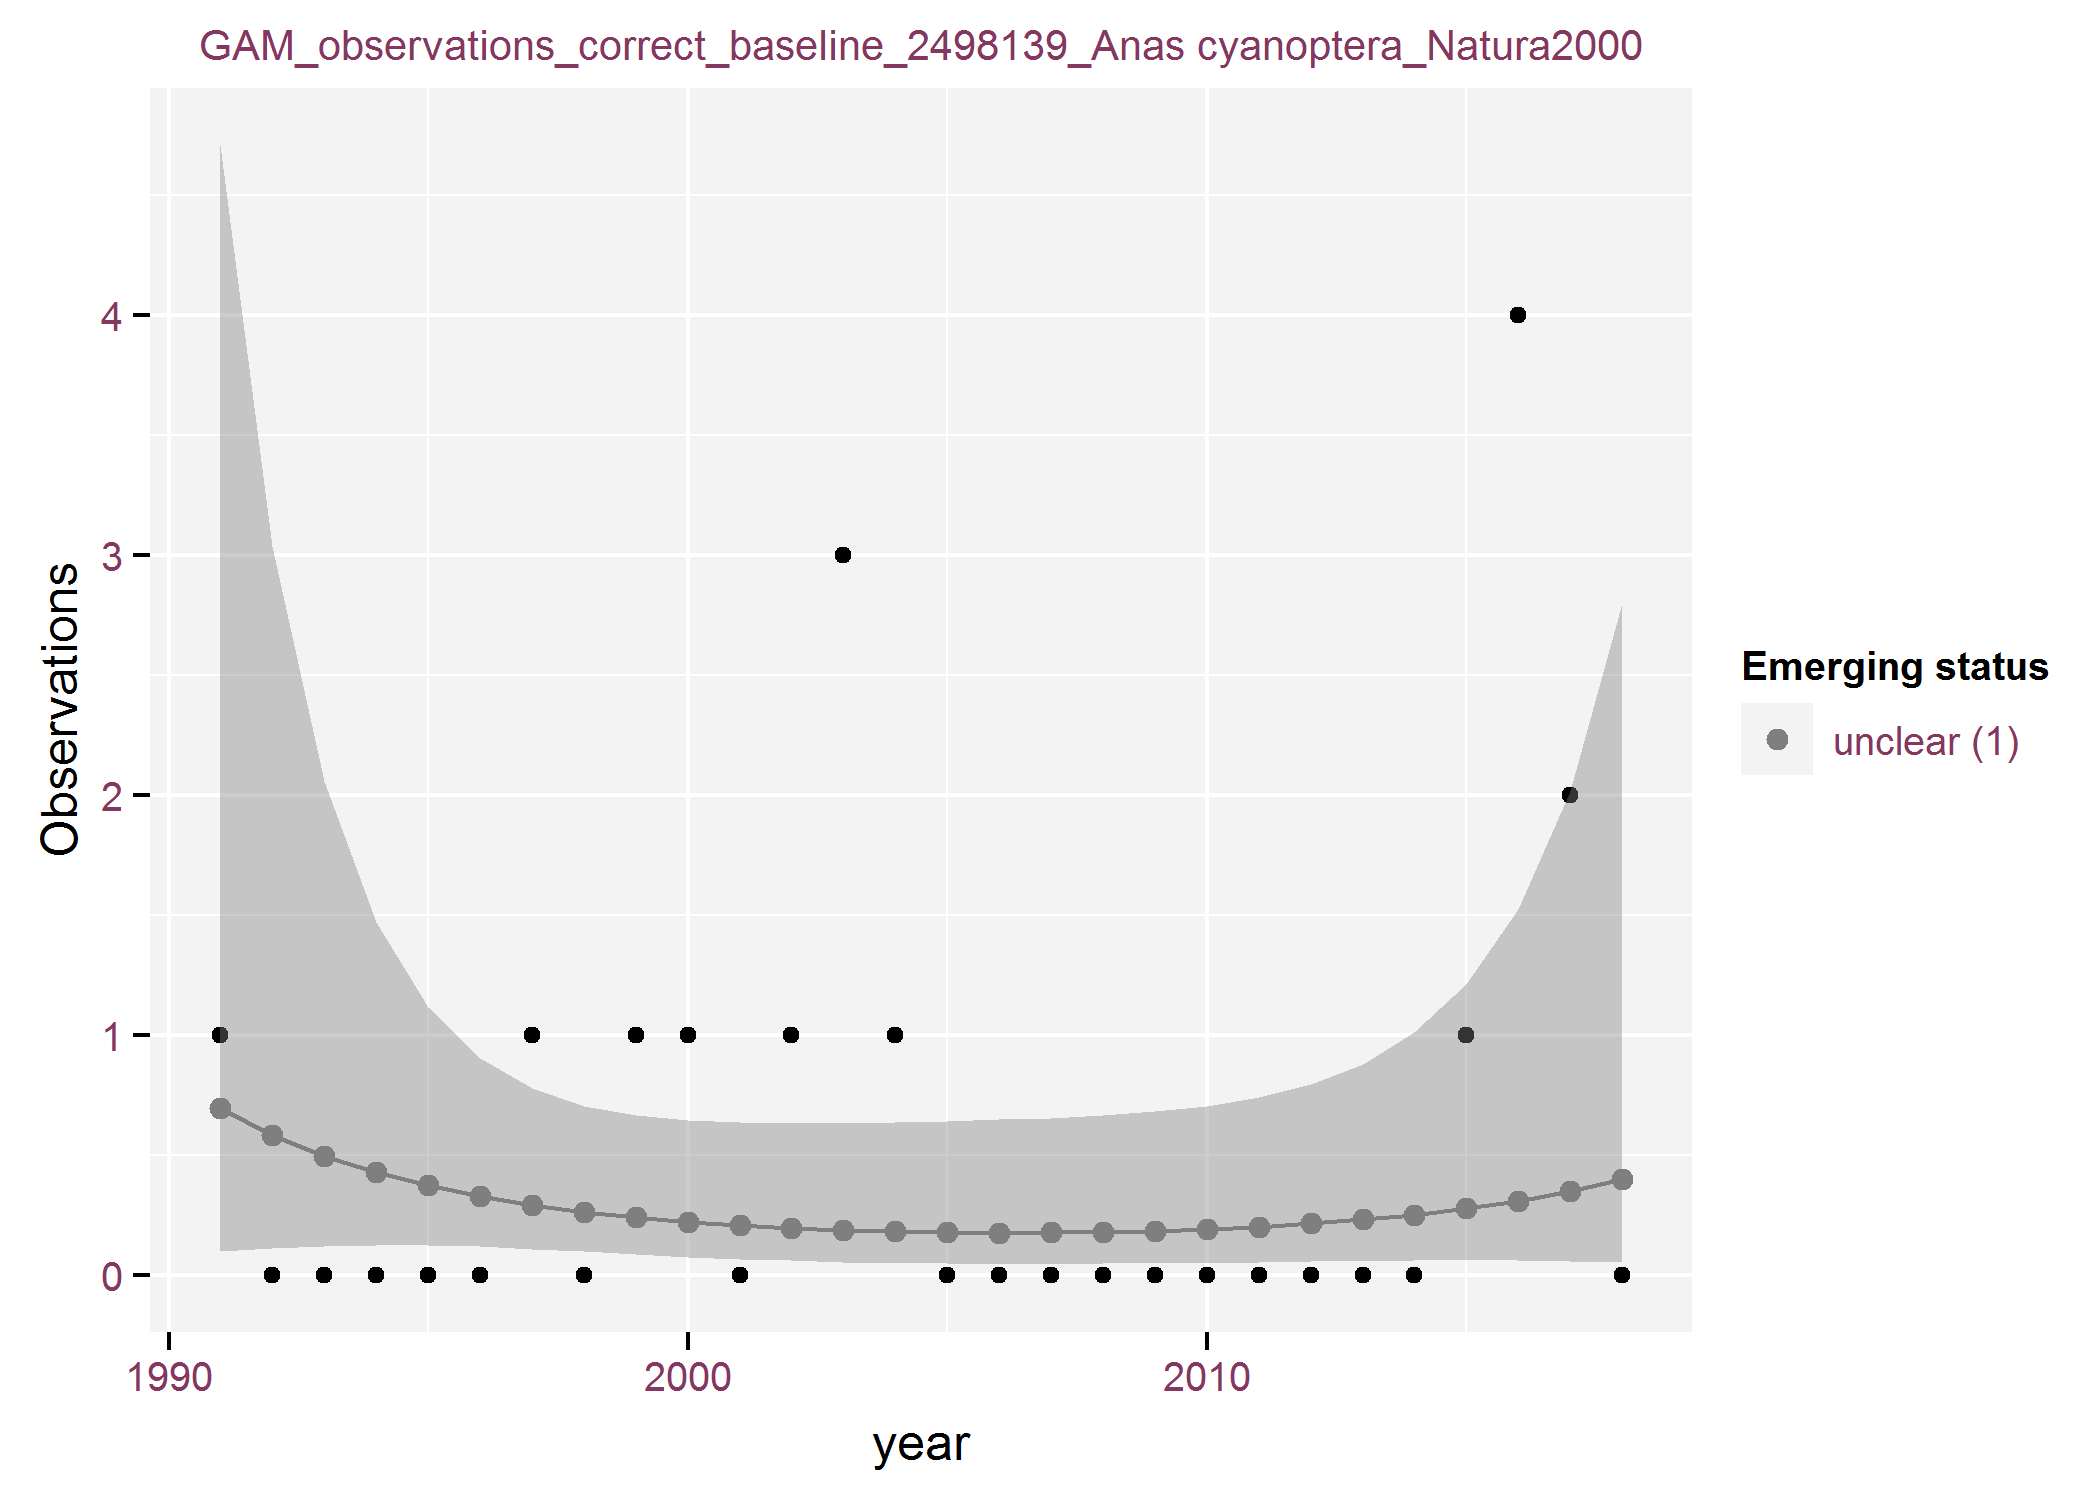 GAM_observations_correct_baseline_2498139_Anas cyanoptera_Natura2000
4
3
2
1
0
Observations
1990 2000 2010
year
Emerging status
unclear (1)